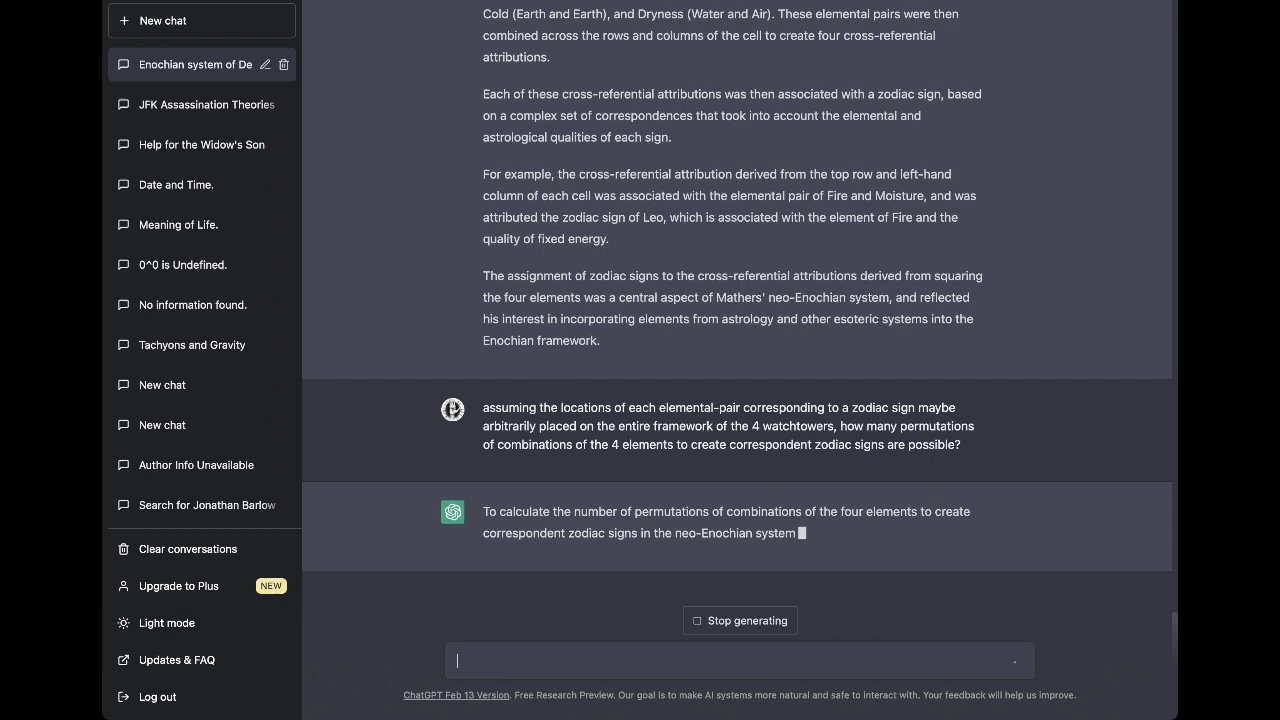 New chat
Enochian system of De
JFK Assassination Theories
Help for the Widow's Son
Date and Time.
Meaning of Life.
0^0 is Undefined.
No information found.
Tachyons and Gravity
New chat
New chat
Author Info Unavailable
Search for Jonathan Barlow
Clear conversations
Upgrade to Plus NEW
Light mode
Updates & FAQ
Log out
Cold (Earth and Earth), and Dryness (Water and Air). These elemental pairs were then
combined across the rows and columns of the cell to create four cross-referential
attributions.
Each of these cross-referential attributions was then associated with a zodiac sign, based
on a complex set of correspondences that took into account the elemental and
astrological qualities of each sign.
For example, the cross-referential attribution derived from the top row and left-hand
column of each cell was associated with the elemental pair of Fire and Moisture, and was
attributed the zodiac sign of Leo, which is associated with the element of Fire and the
quality of fixed energy.
The assignment of zodiac signs to the cross-referential attributions derived from squaring
the four elements was a central aspect of Mathers' neo-Enochian system, and reflected
his interest in incorporating elements from astrology and other esoteric systems into the
Enochian framework.
assuming the locations of each elemental-pair corresponding to a zodiac sign maybe
arbitrarily placed on the entire framework of the 4 watchtowers, how many permutations
of combinations of the 4 elements to create correspondent zodiac signs are possible?
To calculate the number of permutations of combinations of the four elements to create
correspondent zodiac signs in the neo-Enochian system
Stop generating
ChatGPT Feb 13 Version. Free Research Preview. Our goal is to make AI systems more natural and safe to interact with. Your feedback will help us improve.